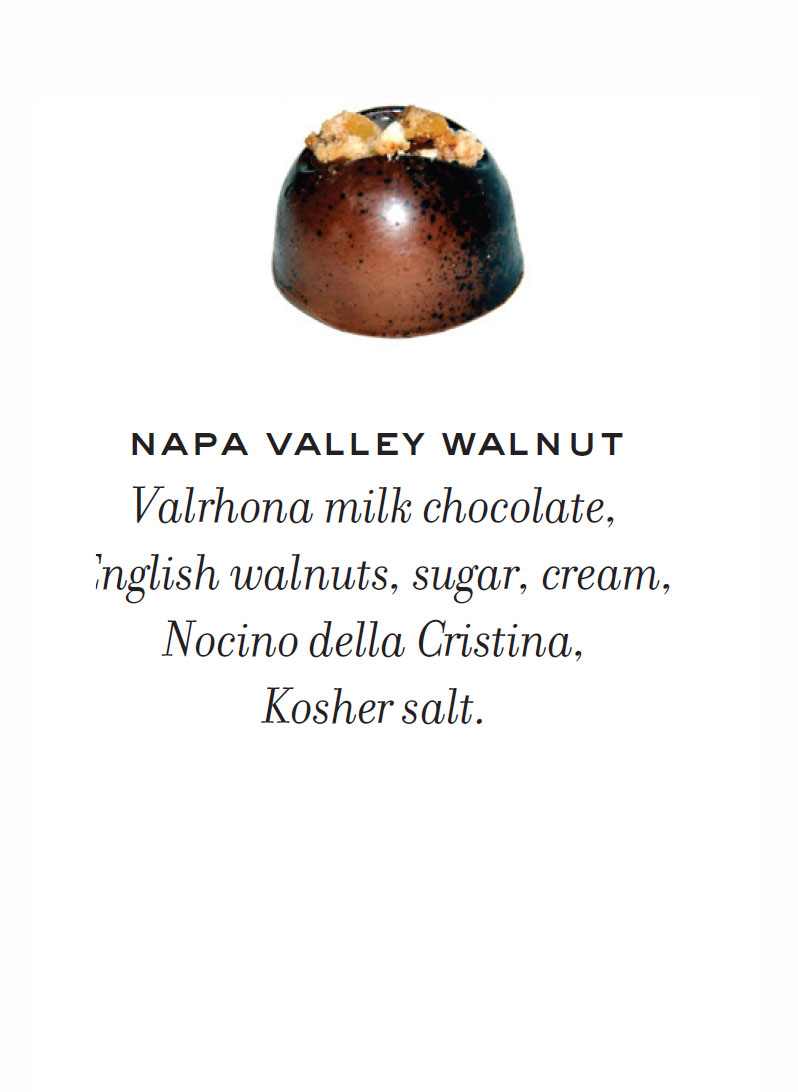 NAPA VALLEY WALNUT
Valrhona milk chocolate,
English walnuts, sugar, cream,
Nocino della Cristina,
Kosher salt.